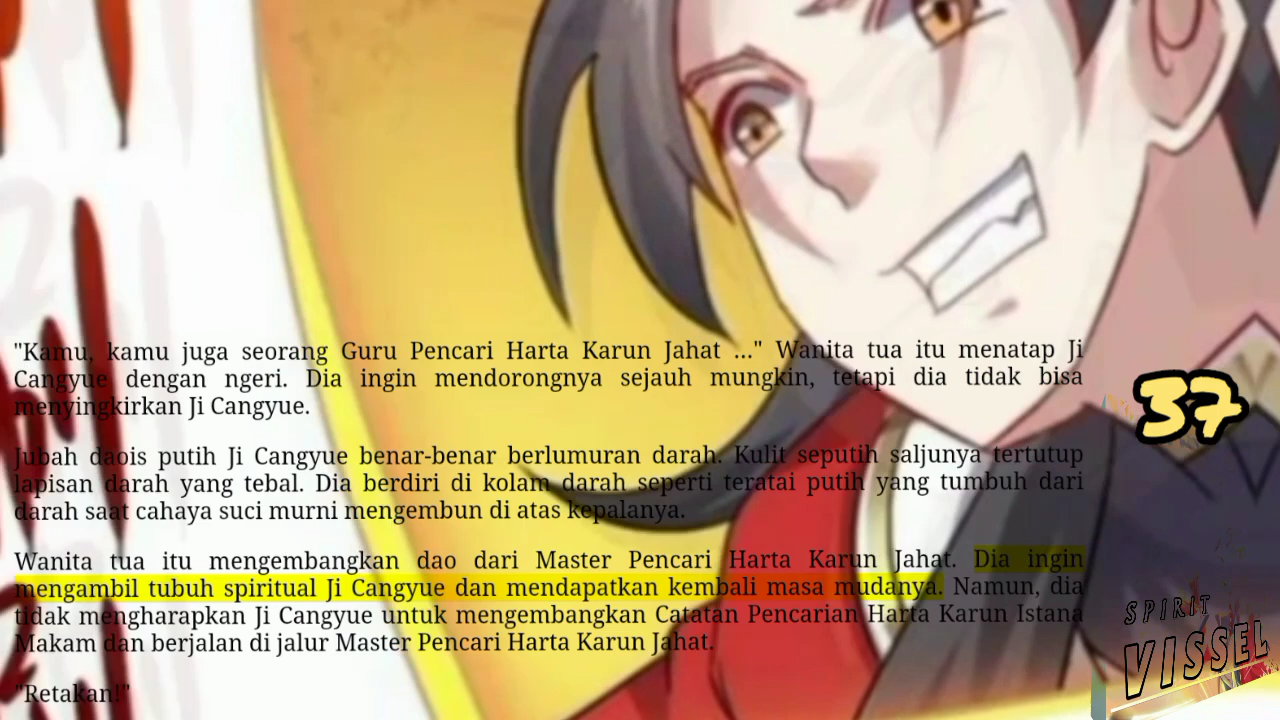 "Kamu, kamu juga seorang Guru Pencari Harta Karun Jahat ..." Wanita tua itu menatap Ji
Cangyue dengan ngeri. Dia ingin mendorongnya sejauh mungkin, tetapi dia tidak bisa
menyingkirkan Ji Cangyue.
Jubah daois putih Ji Cangyue benar-benar berlumuran darah. Kulit seputih saljunya tertutup
lapisan darah yang tebal. Dia berdiri di kolam darah seperti teratai putih yang tumbuh dari
darah saat cahaya suci murni mengembun di atas kepalanya.
Wanita tua itu mengembangkan dao dari Master Pencari Harta Karun Jahat. Dia ingin
mengambil tubuh spiritual Ji Cangyue dan mendapatkan kembali masa mudanya. Namun, dia
tidak mengharapkan Ji Cangyue untuk mengembangkan Catatan Pencarian Harta Karun Istana
Makam dan berjalan di jalur Master Pencari Harta Karun Jahat.
"Retakan!"
37
SPIRIT
VISSEL